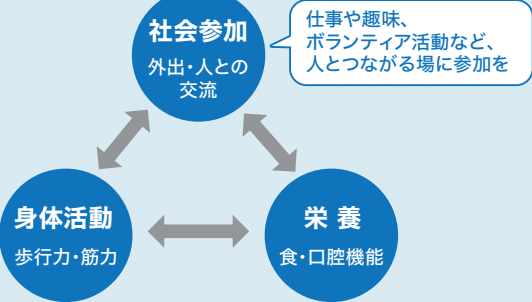 社会参加
外出・人との
交流
仕事や趣味、
ボランティア活動など、
人とつながる場に参加を
身体活動
歩行力・筋力
栄 養
食・口腔機能